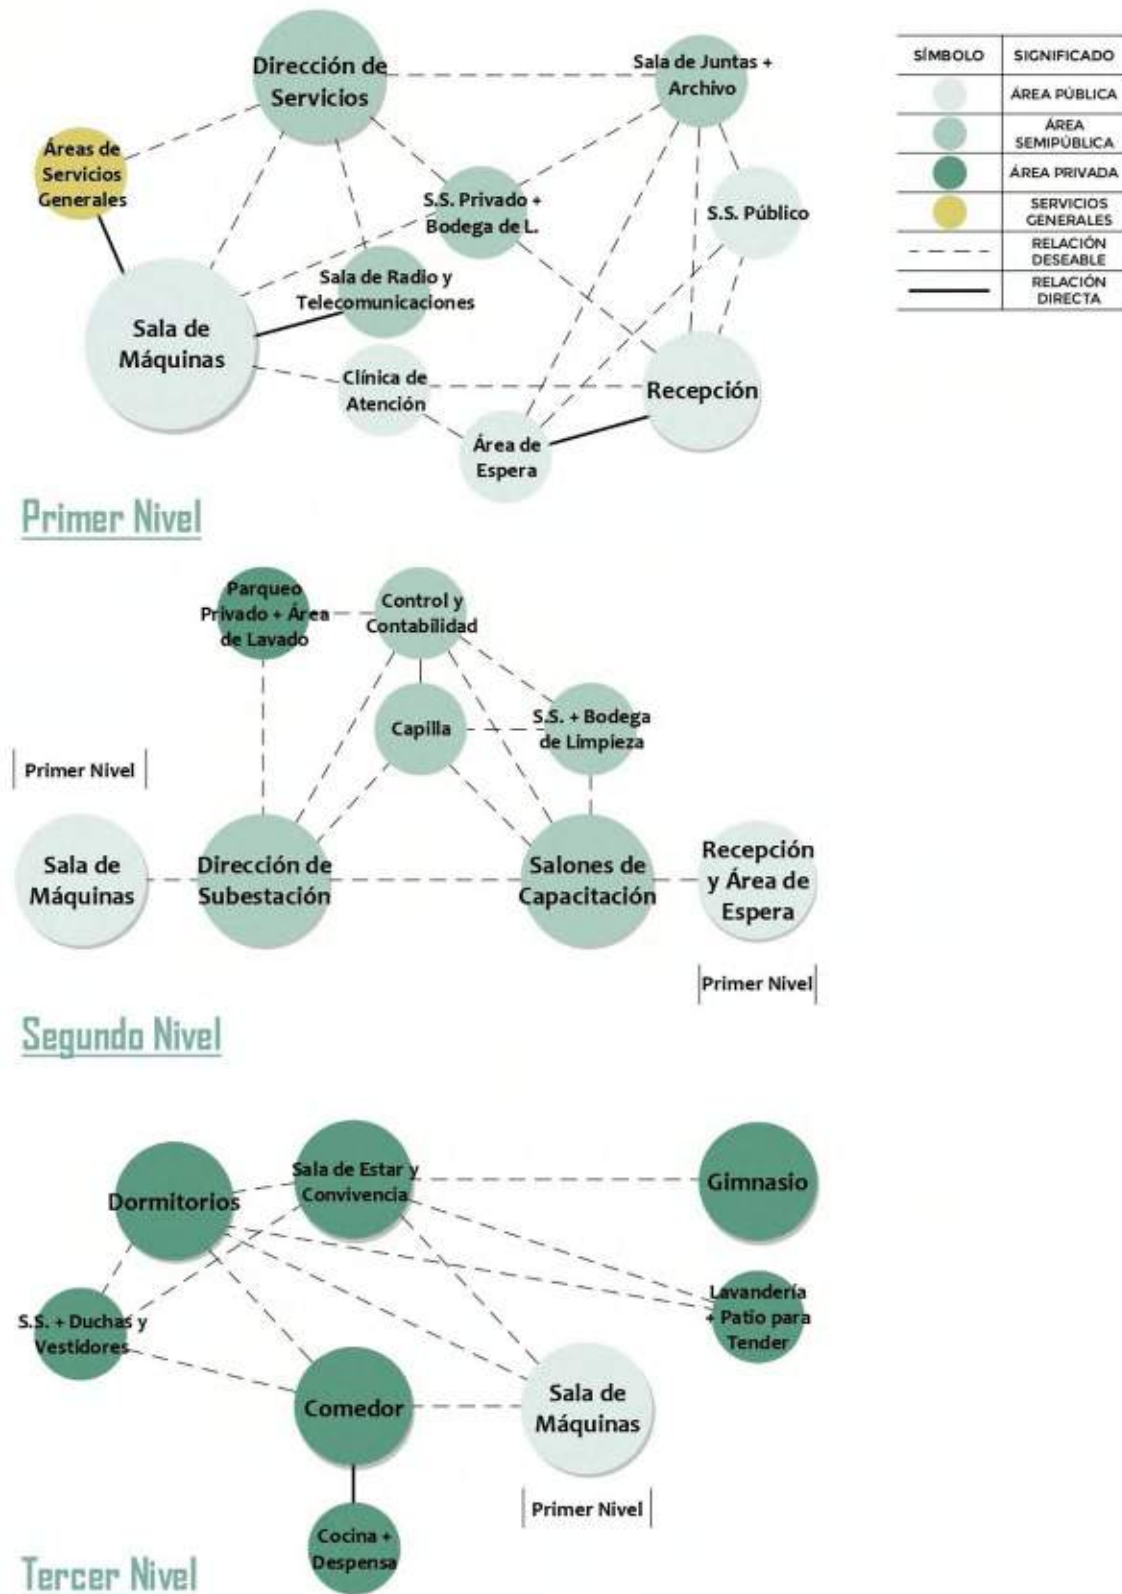 Dirección de
Servicios
Sala de Juntas +
Archivo
Áreas de
Servicios
Generales
S.S. Privado +
Bodega de L.
S.S. Público
Sala de Radio y
Telecomunicaciones
Sala de
Máquinas
Clínica de
Atención
Recepción
Área de
Espera
Primer Nivel
SÍMBOLO
SIGNIFICADO
ÁREA PÚBLICA
ÁREA
SEMIPÚBLICA
ÁREA PRIVADA
SERVICIOS
GENERALES
RELACIÓN
DESEABLE
RELACIÓN
DIRECTA
Parqueo
Privado + Área
de Lavado
Control y
Contabilidad
Capilla
S.S. + Bodega
de Limpieza
Primer Nivel
Sala de
Máquinas
Dirección de
Subestación
Salones de
Capacitación
Recepción
y Área de
Espera
Primer Nivel
Segundo Nivel
Dormitorios
Sala de Estar y
Convivencia
Gimnasio
S.S. + Duchas y
Vestidores
Lavandería
+ Patio para
Tender
Comedor
Sala de
Máquinas
Primer Nivel
Cocina +
Despensa
Tercer Nivel